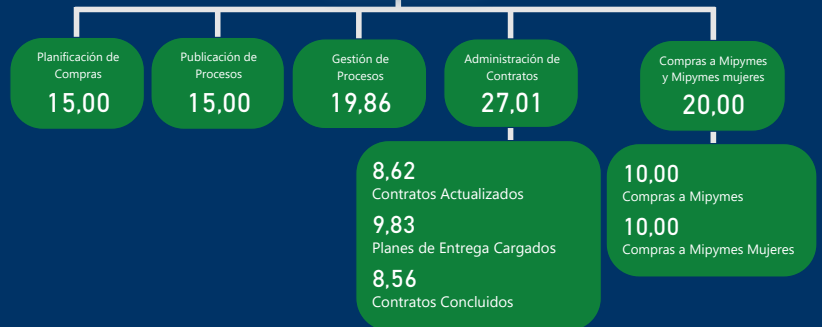 Planificación de
Compras
15,00
Publicación de
Procesos
15,00
Gestión de
Procesos
19,86
Administración de
Contratos
27,01
Compras a Mipymes
y Mipymes mujeres
20,00
8,62
Contratos Actualizados
9,83
Planes de Entrega Cargados
8,56
Contratos Concluidos
10,00
Compras a Mipymes
10,00
Compras a Mipymes Mujeres